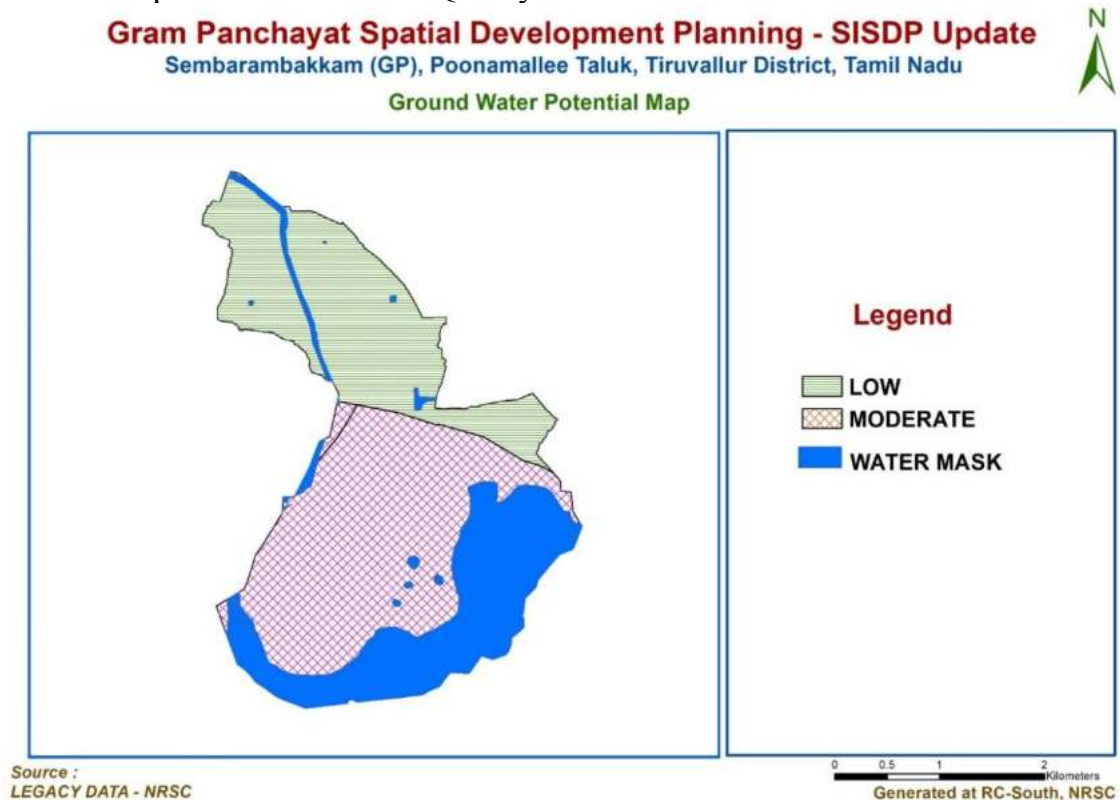 Gram Panchayat Spatial Development Planning - SISDP Update
Sembarambakkam (GP), Poonamallee Taluk, Tiruvallur District, Tamil Nadu
N
Ground Water Potential Map
Legend
LOW
MODERATE
WATER MASK
Source :
LEGACY DATA - NRSC
0 0.5 1 2
Kilometers
Generated at RC-South, NRSC